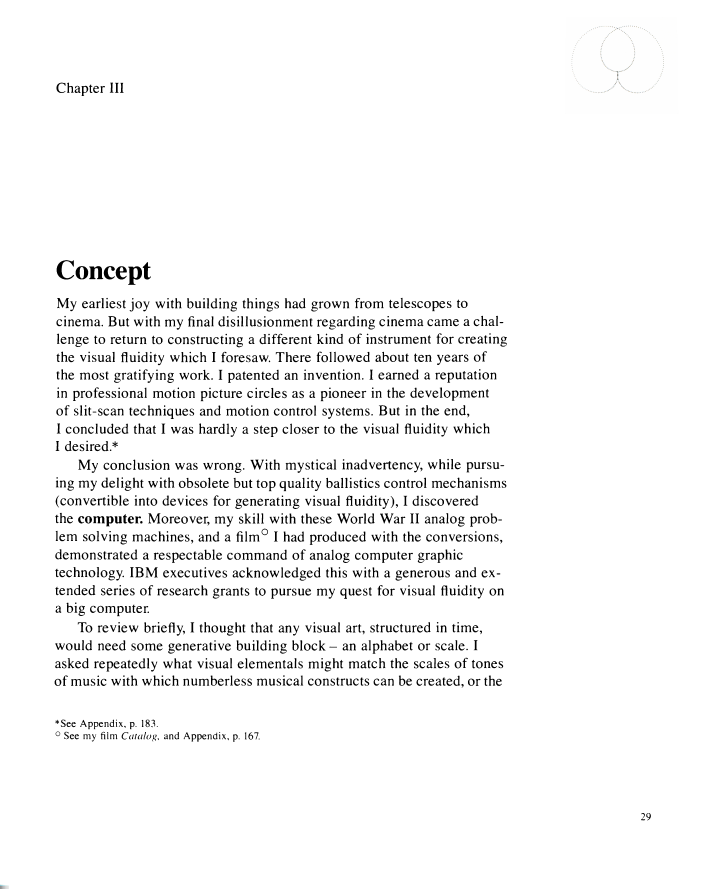 Chapter III
Concept
My earliest joy with building things had grown from telescopes to
cinema. But with my final disillusionment regarding cinema came a chal-
lenge to return to constructing a different kind of instrument for creating
the visual fluidity which I foresaw. There followed about ten years of
the most gratifying work. I patented an invention. I earned a reputation
in professional motion picture circles as a pioneer in the development
of slit-scan techniques and motion control systems. But in the end,
I concluded that I was hardly a step closer to the visual fluidity which
I desired.*
My conclusion was wrong. With mystical inadvertency, while pursu-
ing my delight with obsolete but top quality ballistics control mechanisms
(convertible into devices for generating visual fluidity), I discovered
the computer. Moreover, my skill with these World War II analog prob-
lem solving machines, and a film○ I had produced with the conversions,
demonstrated a respectable command of analog computer graphic
technology. IBM executives acknowledged this with a generous and ex-
tended series of research grants to pursue my quest for visual fluidity on
a big computer.
To review briefly, I thought that any visual art, structured in time,
would need some generative building block – an alphabet or scale. I
asked repeatedly what visual elementals might match the scales of tones
of music with which numberless musical constructs can be created, or the
*See Appendix, p. 183.
○ See my film Catalog, and Appendix, p. 167.
29